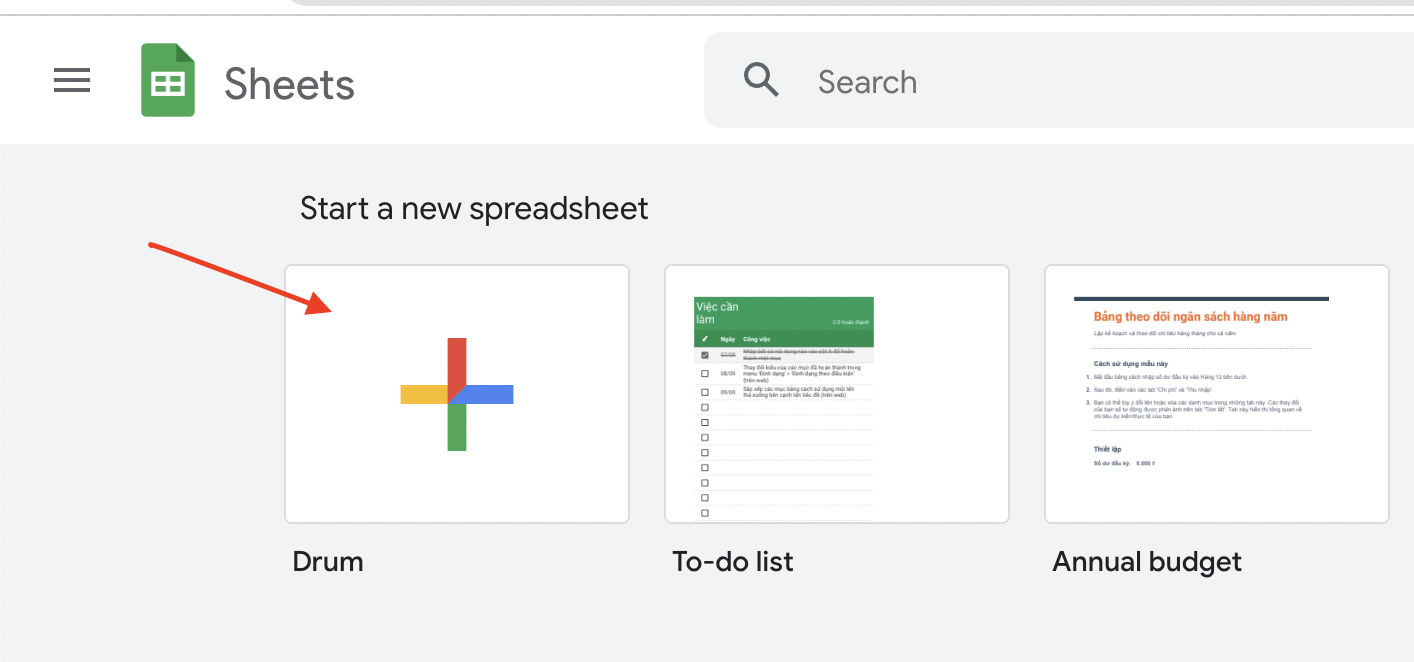 Sheets
Search
Start a new spreadsheet
Việc cần
làm
1/3 hoàn thành
✓ Ngày Công việc
07/09 Nhập bất cứ nội dung nào vào cột A để hoàn
thành một mục
08/09 Thay đổi kiểu của các mục đã hoàn thành trong
menu 'Định dạng' > 'Định dạng theo điều kiện'
(trên web)
09/09 Sắp xếp các mục bằng cách sử dụng mũi tên
thả xuống bên cạnh tên tiêu đề (trên web)
Bảng theo dõi ngân sách hàng năm
Lập kế hoạch và theo dõi chi tiêu hàng tháng cho cả năm.
Cách sử dụng mẫu này
1. Bắt đầu bằng cách nhập số dư đầu kỳ vào Hàng 13 bên dưới.
2. Sau đó, điền vào các tab 'Chi phí' và 'Thu nhập'.
3. Bạn có thể tùy ý đổi tên hoặc xóa các danh mục trong những tab này. Các thay đổi
của bạn sẽ tự động được phản ánh trên tab 'Tóm tắt'. Tab này hiển thị tổng quan về
chi tiêu dự kiến/thực tế của bạn.
Thiết lập
Số dư đầu kỳ: 5.000 ₫
Drum
To-do list
Annual budget